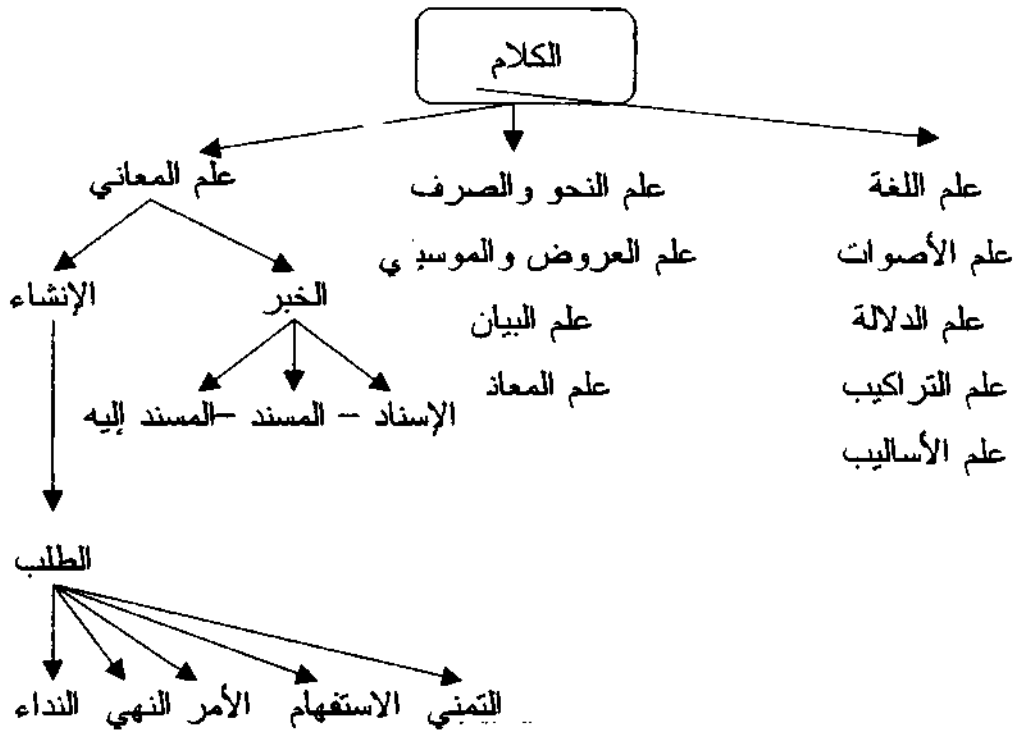 الكلام
علم اللغة
علم الأصوات
علم الدلالة
علم التراكيب
علم الأساليب
علم النحو والصرف
علم العروض والموسيقي
علم البيان
علم المعان
علم المعاني
الخبر
الإنشاء
الإسناد – المسند –المسند إليه
الطلب
التمني الاستفهام الأمر النهي النداء